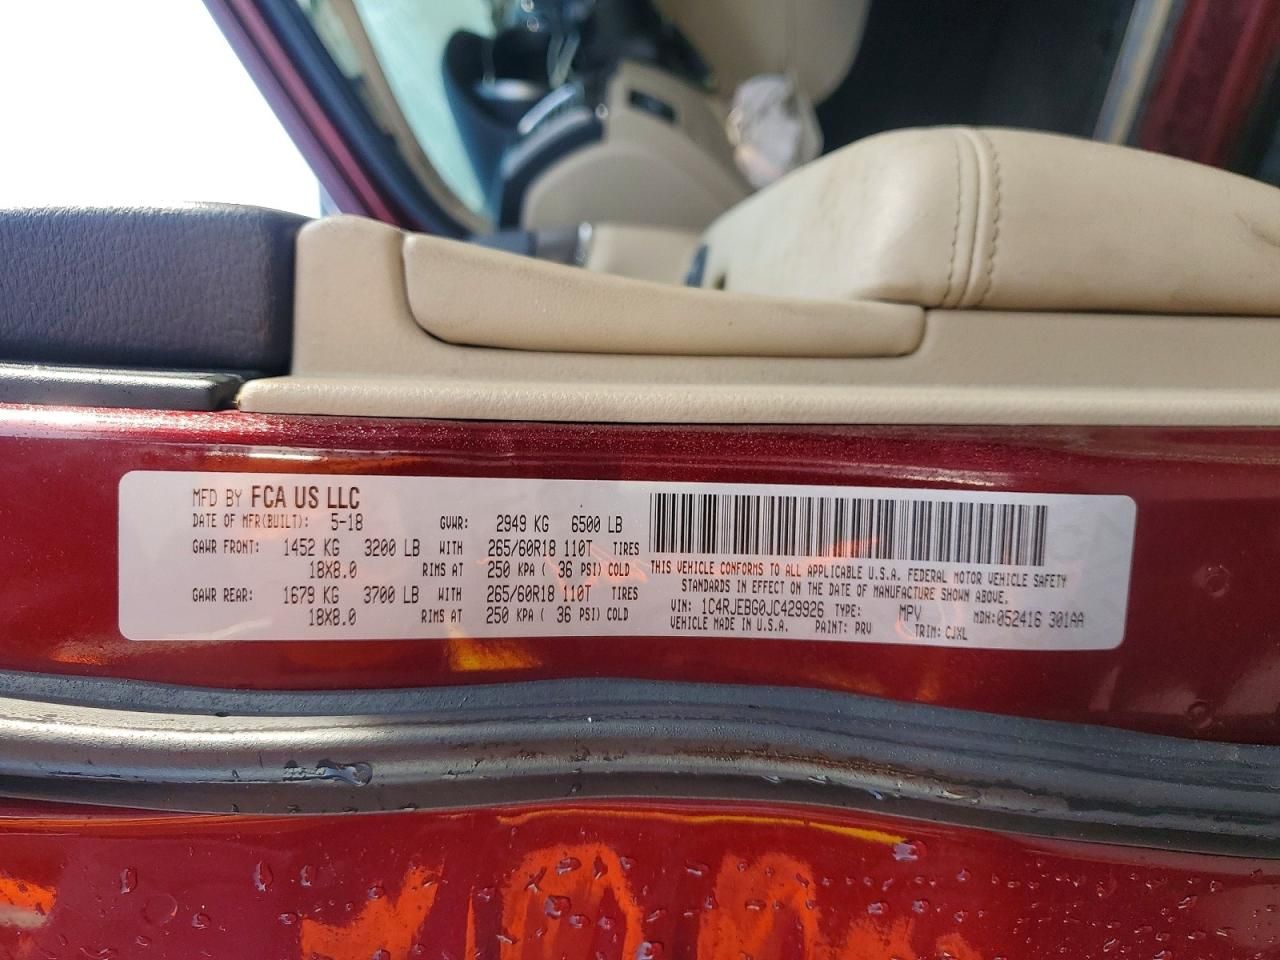 MFD BY FCA US LLC
DATE OF MFR(BUILT): 5-18 GVWR: 2949 KG 6500 LB
GAWR FRONT: 1452 KG 3200 LB WITH 265/60R18 110T TIRES
18X8.0 RIMS AT 250 KPA ( 36 PSI) COLD
GAWR REAR: 1679 KG 3700 LB WITH 265/60R18 110T TIRES
18X8.0 RIMS AT 250 KPA ( 36 PSI) COLD
THIS VEHICLE CONFORMS TO ALL APPLICABLE U.S.A. FEDERAL MOTOR VEHICLE SAFETY
STANDARDS IN EFFECT ON THE DATE OF MANUFACTURE SHOWN ABOVE.
VIN: 1C4RJEBG0JC429926 TYPE: MPV MDH:052416 301AA
VEHICLE MADE IN U.S.A. PAINT: PRV TRIM: CJXL